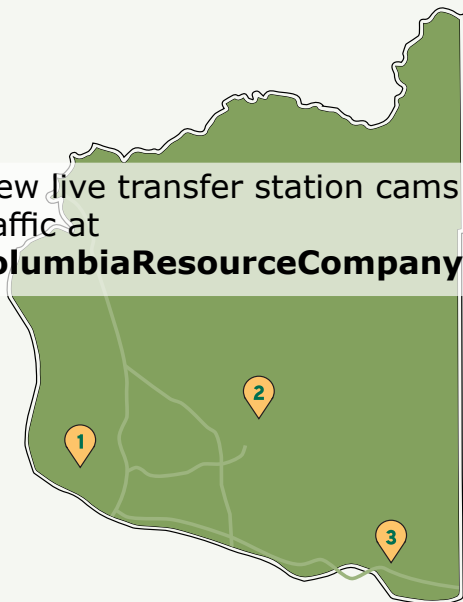 ew live transfer station cams
affic at
olumbiaResourceCompany
2
1
3